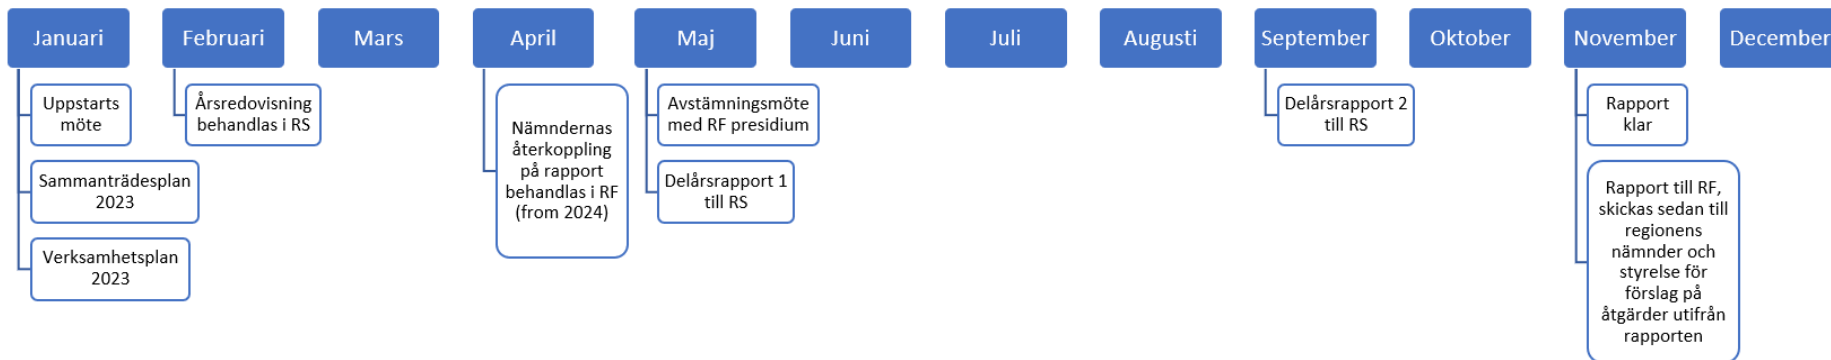 Januari
Februari
Mars
April
Maj
Juni
Juli
Augusti
September
Oktober
November
December
Uppstarts
möte
Sammanträdesplan
2023
Verksamhetsplan
2023
Årsredovisning
behandlas i RS
Nämndernas
återkoppling
på rapport
behandlas i RF
(from 2024)
Avstämningsmöte
med RF presidium
Delårsrapport 1
till RS
Delårsrapport 2
till RS
Rapport
klar
Rapport till RF,
skickas sedan till
regionens
nämnder och
styrelse för
förslag på
åtgärder utifrån
rapporten